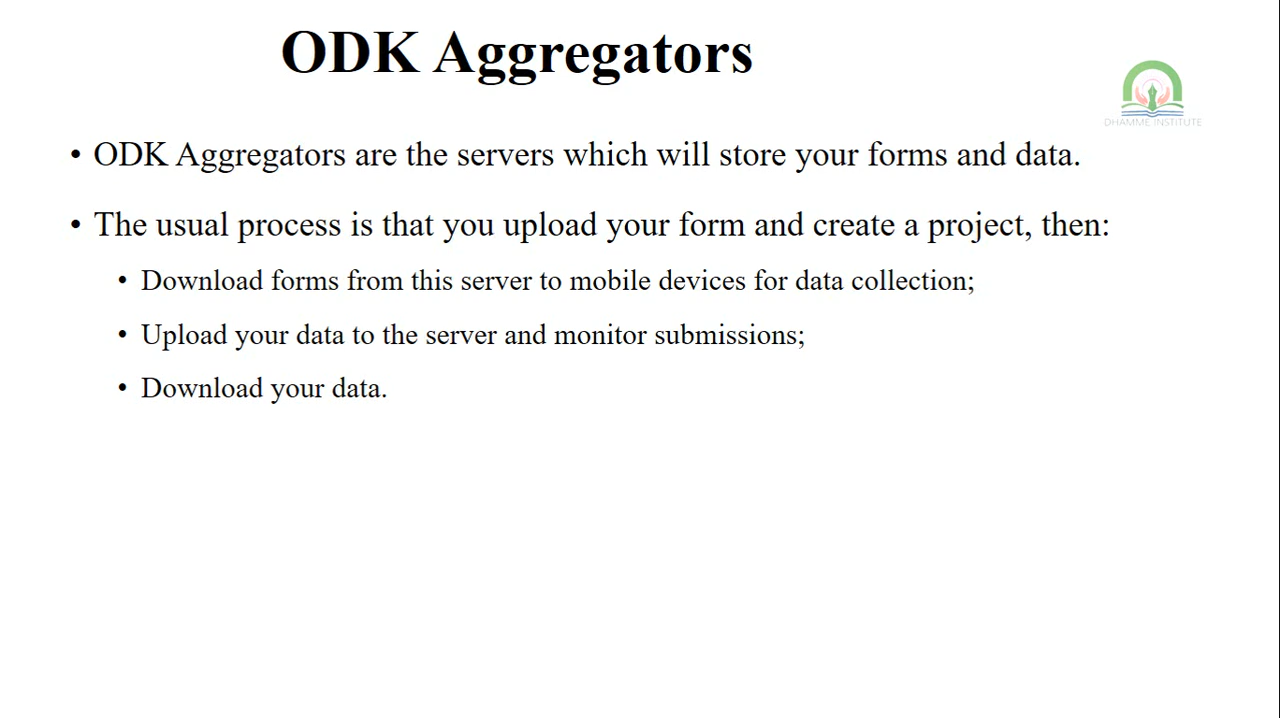 ODK Aggregators
DHAMME INSTITUTE
• ODK Aggregators are the servers which will store your forms and data.
• The usual process is that you upload your form and create a project, then:
• Download forms from this server to mobile devices for data collection;
• Upload your data to the server and monitor submissions;
• Download your data.